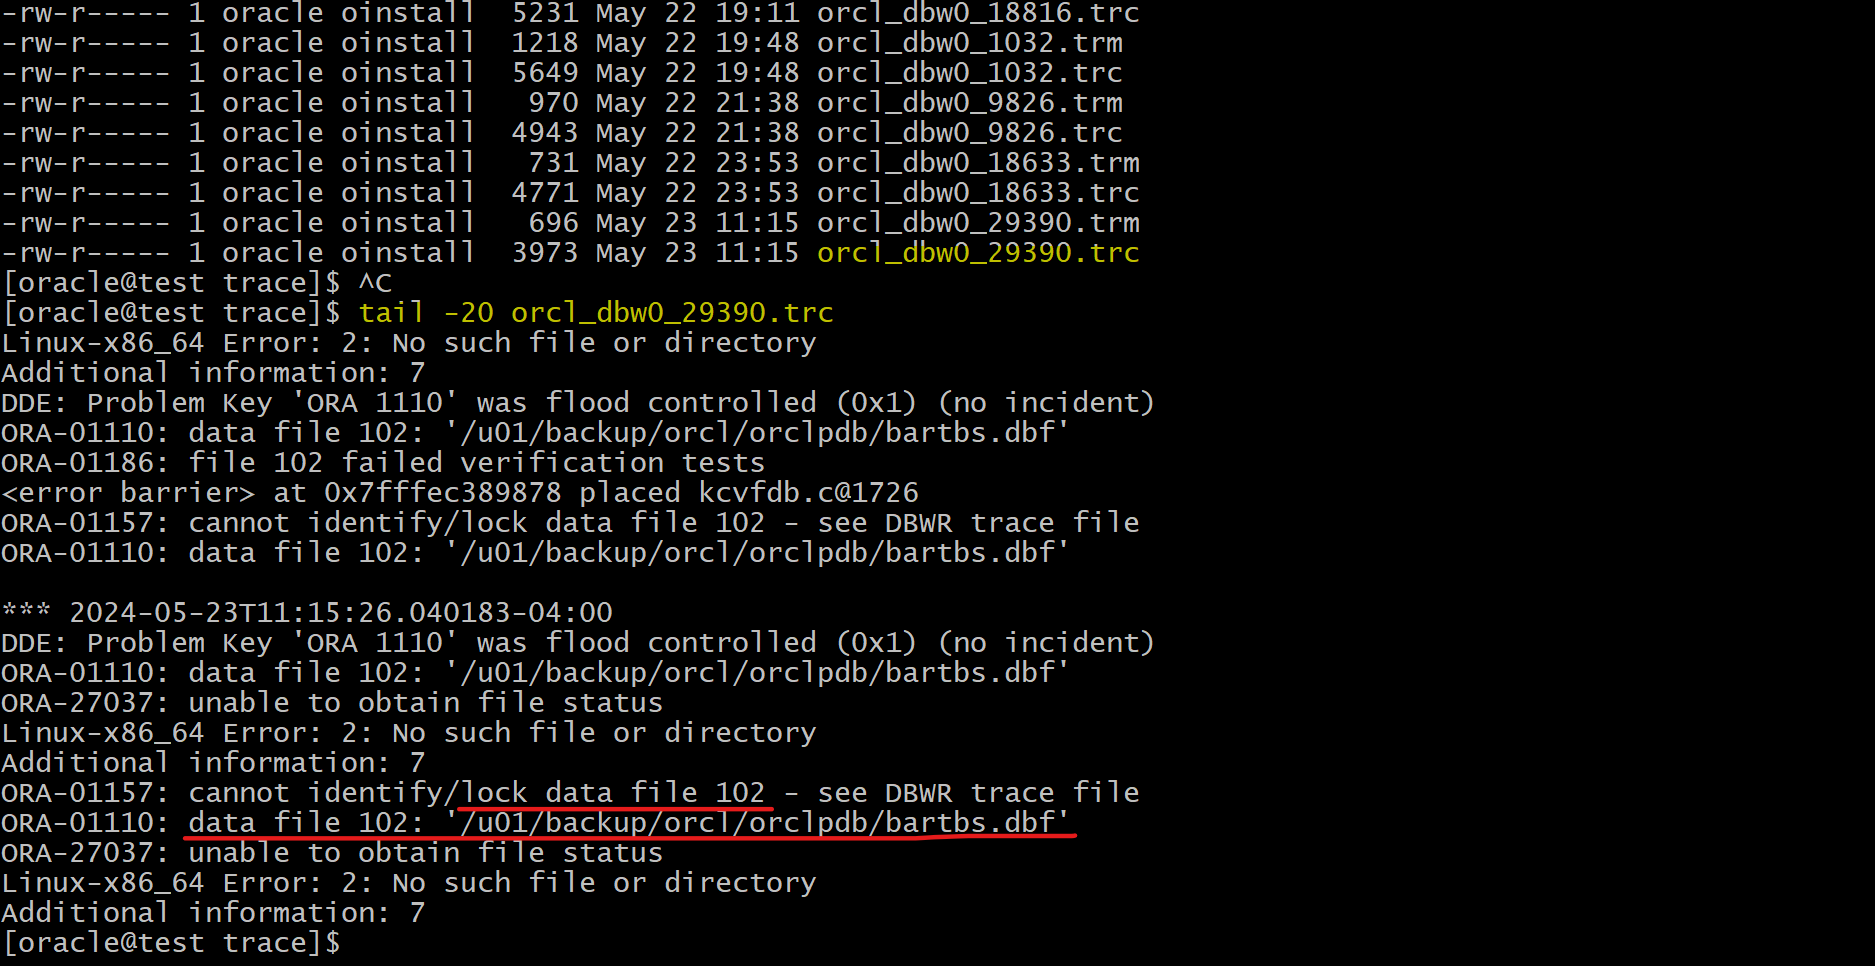 -rw-r----- 1 oracle oinstall  5231 May 22 19:11 orcl_dbw0_18816.trc
-rw-r----- 1 oracle oinstall  1218 May 22 19:48 orcl_dbw0_1032.trm
-rw-r----- 1 oracle oinstall  5649 May 22 19:48 orcl_dbw0_1032.trc
-rw-r----- 1 oracle oinstall   970 May 22 21:38 orcl_dbw0_9826.trm
-rw-r----- 1 oracle oinstall  4943 May 22 21:38 orcl_dbw0_9826.trc
-rw-r----- 1 oracle oinstall   731 May 22 23:53 orcl_dbw0_18633.trm
-rw-r----- 1 oracle oinstall  4771 May 22 23:53 orcl_dbw0_18633.trc
-rw-r----- 1 oracle oinstall   696 May 23 11:15 orcl_dbw0_29390.trm
-rw-r----- 1 oracle oinstall  3973 May 23 11:15 orcl_dbw0_29390.trc
[oracle@test trace]$ ^C
[oracle@test trace]$ tail -20 orcl_dbw0_29390.trc
Linux-x86_64 Error: 2: No such file or directory
Additional information: 7
DDE: Problem Key 'ORA 1110' was flood controlled (0x1) (no incident)
ORA-01110: data file 102: '/u01/backup/orcl/orclpdb/bartbs.dbf'
ORA-01186: file 102 failed verification tests
<error barrier> at 0x7fffec389878 placed kcvfdb.c@1726
ORA-01157: cannot identify/lock data file 102 - see DBWR trace file
ORA-01110: data file 102: '/u01/backup/orcl/orclpdb/bartbs.dbf'

*** 2024-05-23T11:15:26.040183-04:00
DDE: Problem Key 'ORA 1110' was flood controlled (0x1) (no incident)
ORA-01110: data file 102: '/u01/backup/orcl/orclpdb/bartbs.dbf'
ORA-27037: unable to obtain file status
Linux-x86_64 Error: 2: No such file or directory
Additional information: 7
ORA-01157: cannot identify/lock data file 102 - see DBWR trace file
ORA-01110: data file 102: '/u01/backup/orcl/orclpdb/bartbs.dbf'
ORA-27037: unable to obtain file status
Linux-x86_64 Error: 2: No such file or directory
Additional information: 7
[oracle@test trace]$